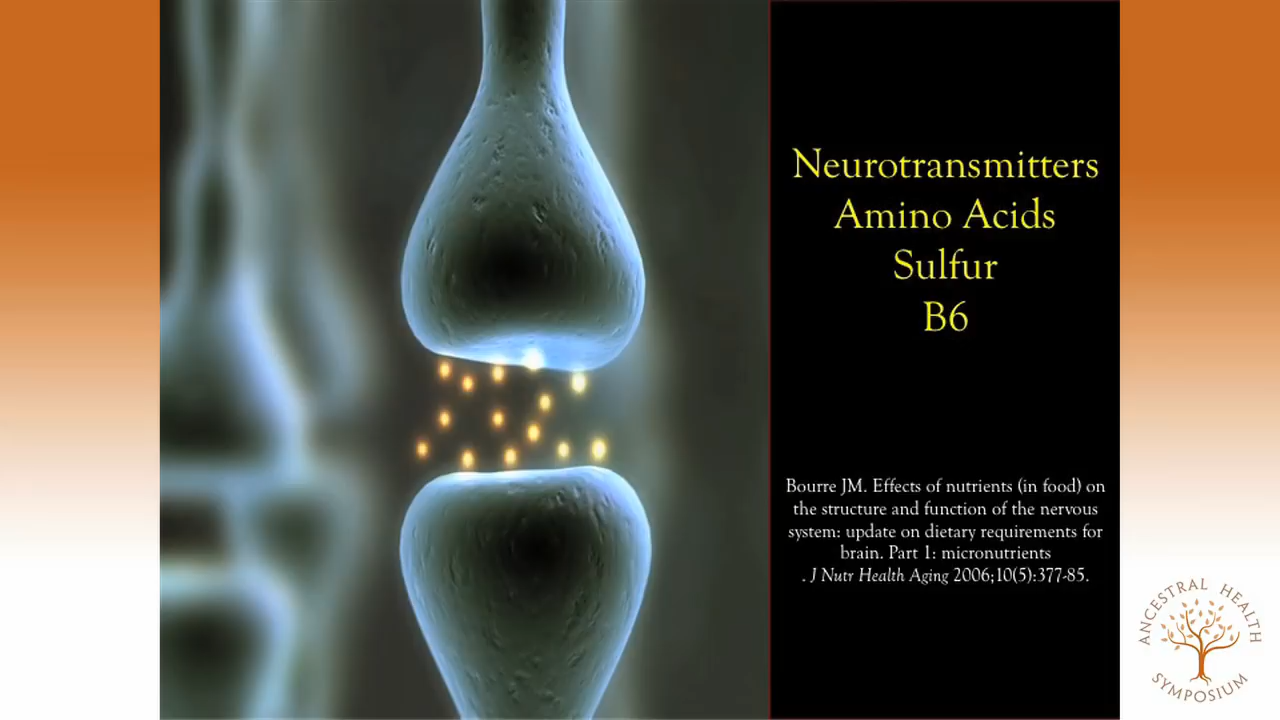 Neurotransmitters
Amino Acids
Sulfur
B6
Bourre JM. Effects of nutrients (in food) on
the structure and function of the nervous
system: update on dietary requirements for
brain. Part 1: micronutrients
. J Nutr Health Aging 2006;10(5):377-85.
ANCESTRAL HEALTH
SYMPOSIUM